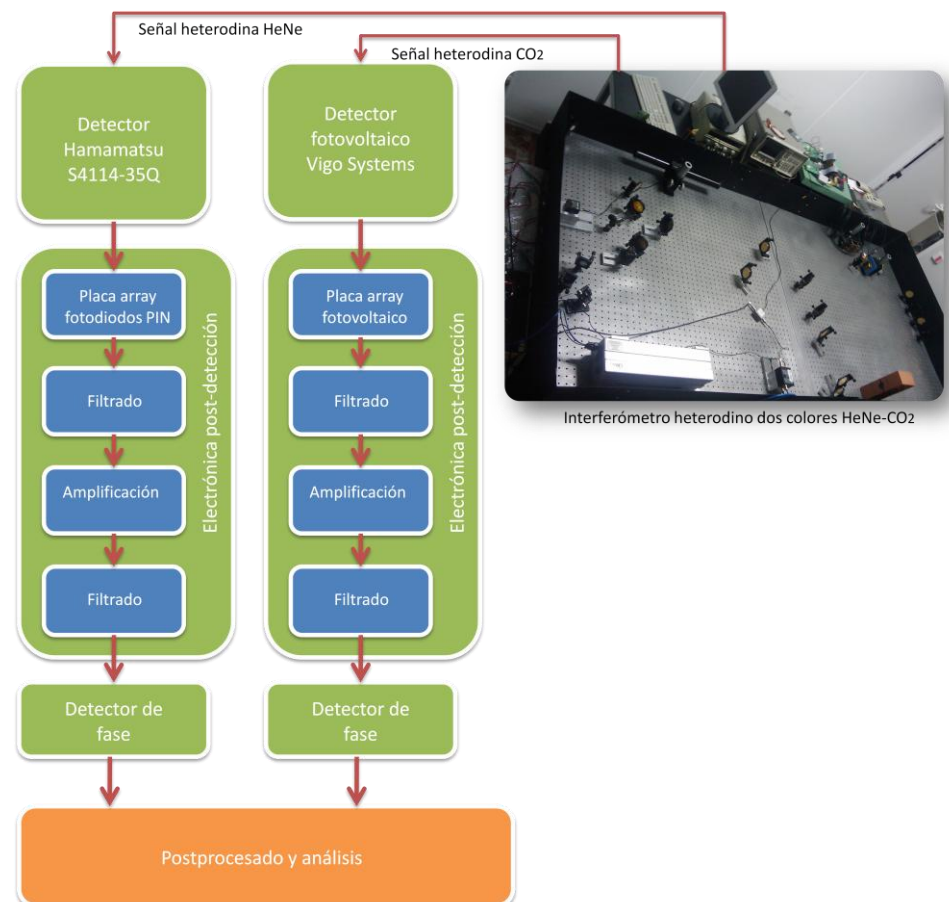 Señal heterodina HeNe
Señal heterodina CO2
Detector
Hamamatsu
S4114-35Q
Detector
fotovoltaico
Vigo Systems
Placa array
fotodiodos PIN
Filtrado
Amplificación
Filtrado
Electrónica post-detección
Placa array
fotovoltaico
Filtrado
Amplificación
Filtrado
Electrónica post-detección
Interferómetro heterodino dos colores HeNe-CO2
Detector de
fase
Detector de
fase
Postprocesado y análisis